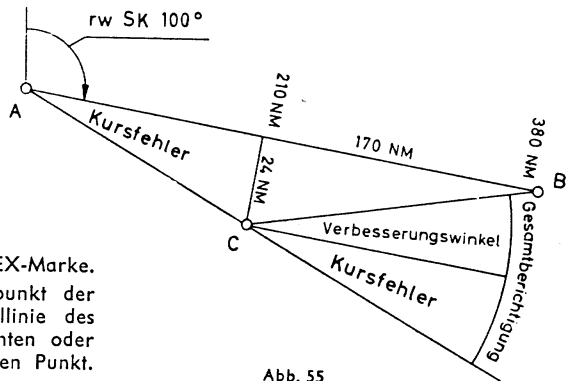 rw SK 100°
A
Kursfehler
210 NM
170 NM
380 NM
B
24 NM
C
Verbesserungswinkel
Kursfehler
Gesamtberichtigung
EX-Marke.
punkt der
llinie des
nten oder
en Punkt.
Abb. 55